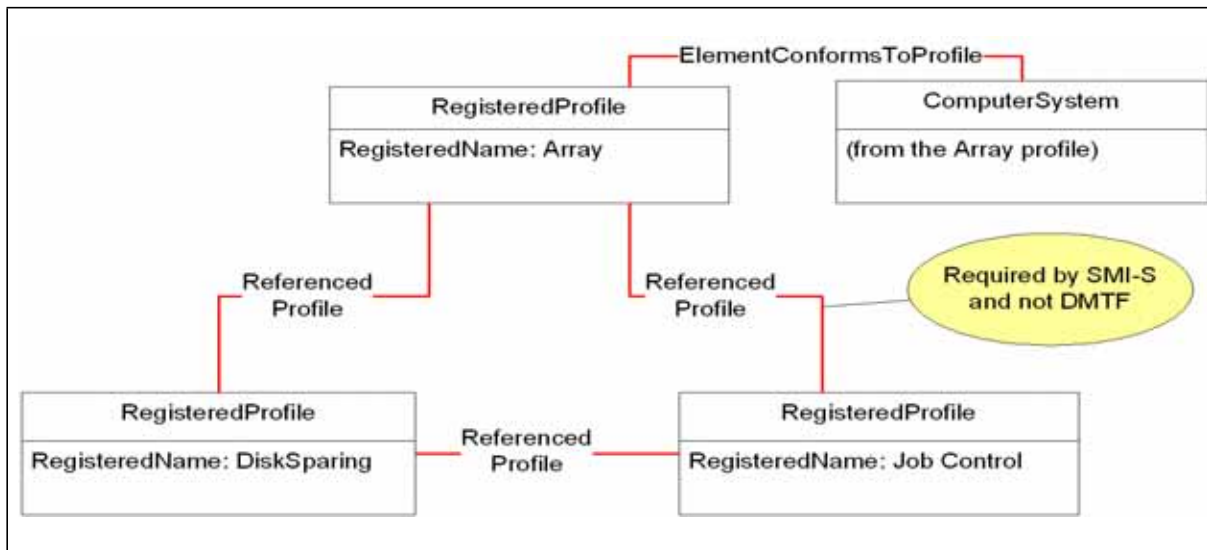 ElementConformsToProfile
RegisteredProfile
RegisteredName: Array
ComputerSystem
(from the Array profile)
Referenced
Profile
Referenced
Profile
Required by SMI-S
and not DMTF
RegisteredProfile
RegisteredName: DiskSparing
Referenced
Profile
RegisteredProfile
RegisteredName: Job Control